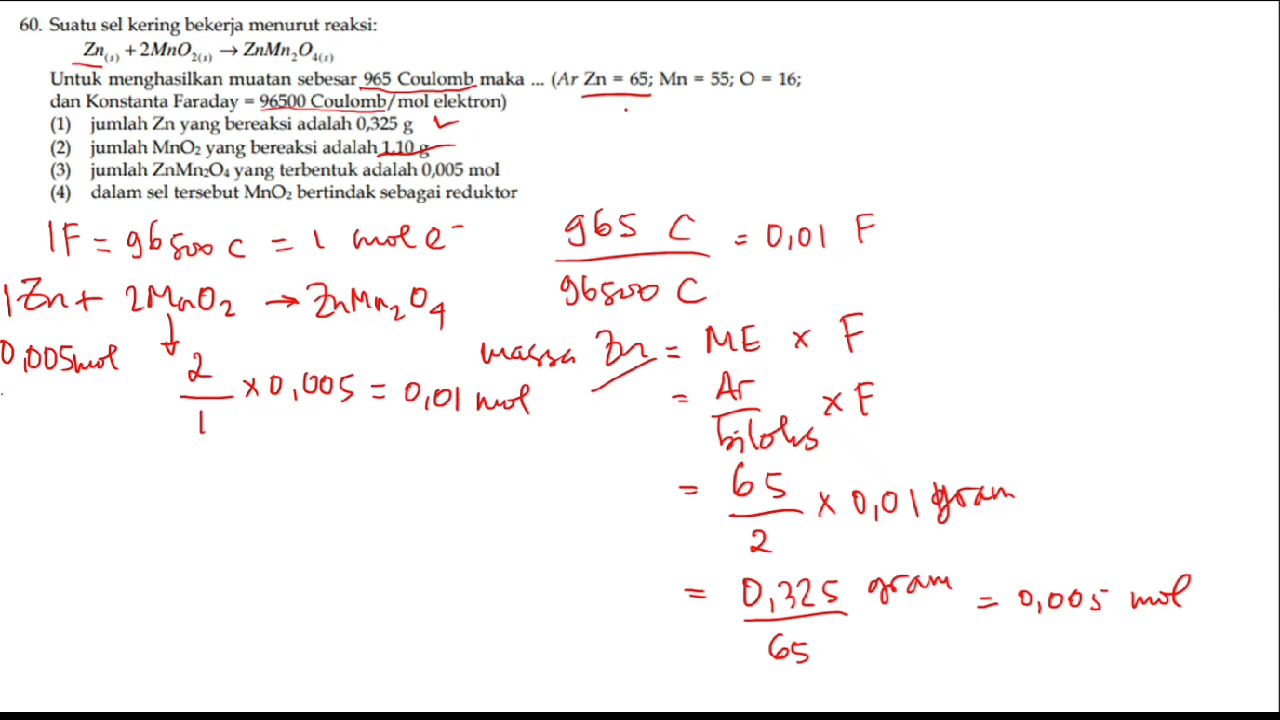 60. Suatu sel kering bekerja menurut reaksi:
Zn(s) + 2MnO2(s) → ZnMn2O4(s)
Untuk menghasilkan muatan sebesar 965 Coulomb maka ... (Ar Zn = 65; Mn = 55; O = 16;
dan Konstanta Faraday = 96500 Coulomb/mol elektron)
(1) jumlah Zn yang bereaksi adalah 0,325 g ✓
(2) jumlah MnO2 yang bereaksi adalah 1,10 g
(3) jumlah ZnMn2O4 yang terbentuk adalah 0,005 mol
(4) dalam sel tersebut MnO2 bertindak sebagai reduktor
1F = 96500 C = 1 mol e⁻
965 C
96500 C
= 0,01 F
1Zn + 2MnO2 → ZnMn2O4
0,005mol
2
1
× 0,005 = 0,01 mol
massa Zn = ME × F
= Ar
biloks
× F
= 65
2
× 0,01 gram
= 0,325 gram
65
= 0,005 mol